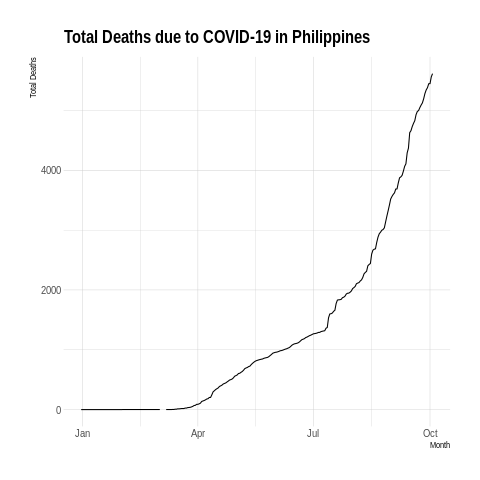 Total Deaths due to COVID-19 in Philippines
Total Deaths
4000
2000
0
Jan Apr Jul Oct
Month